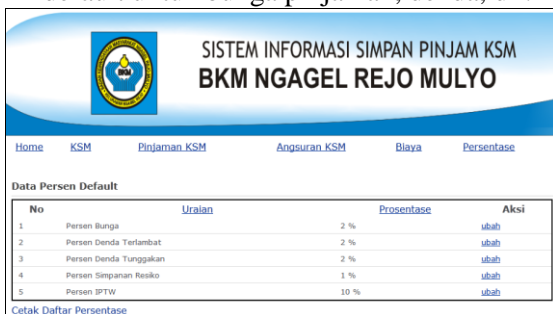 SISTEM INFORMASI SIMPAN PINJAM KSM
BKM NGAGEL REJO MULYO
Home KSM Pinjaman KSM Angsuran KSM Biaya Persentase
Data Persen Default
No Uraian Prosentase Aksi
1 Persen Bunga 2 % ubah
2 Persen Denda Terlambat 2 % ubah
3 Persen Denda Tunggakan 2 % ubah
4 Persen Simpanan Resiko 1 % ubah
5 Persen IPTW 10 % ubah
Cetak Daftar Persentase